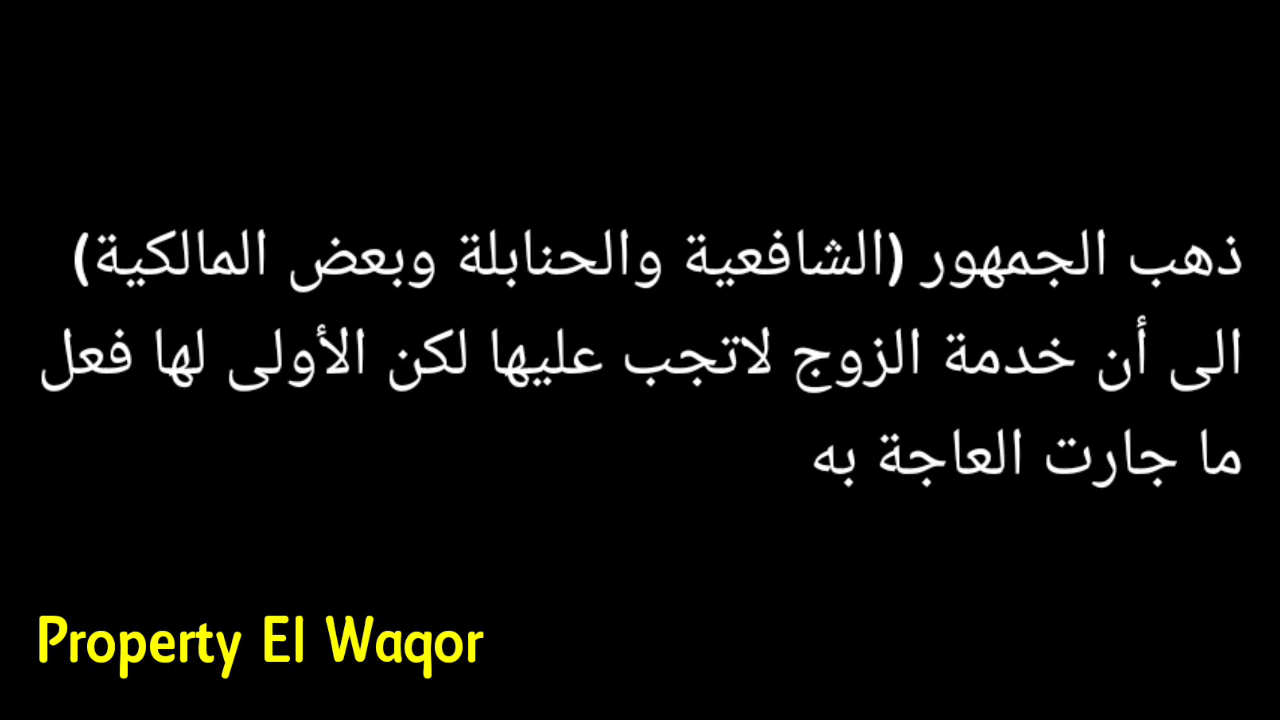 ذهب الجمهور (الشافعية والحنابلة وبعض المالكية)
الى أن خدمة الزوج لاتجب عليها لكن الأولى لها فعل
ما جارت العاجة به
Property El Waqor